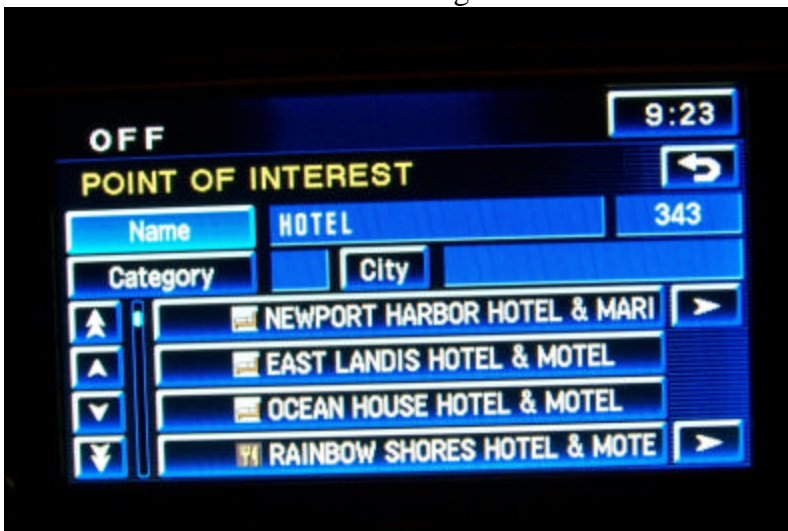 OFF
9:23
POINT OF INTEREST
Name HOTEL 343
Category City
NEWPORT HARBOR HOTEL & MARI
EAST LANDIS HOTEL & MOTEL
OCEAN HOUSE HOTEL & MOTEL
RAINBOW SHORES HOTEL & MOTE